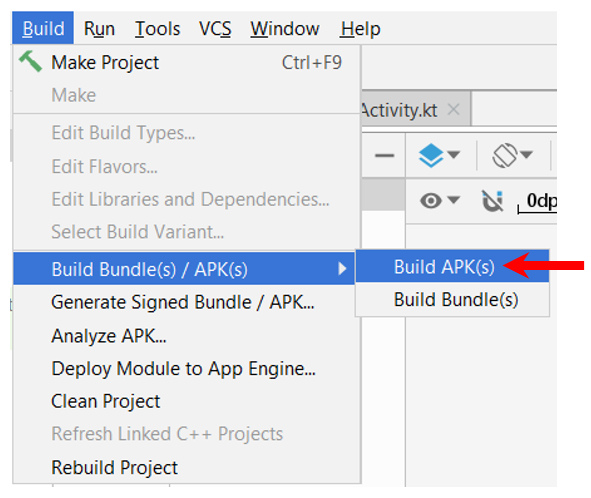 Build Run Tools VCS Window Help
Make Project Ctrl+F9
Make
Activity.kt
Edit Build Types...
Edit Flavors...
Edit Libraries and Dependencies...
0dp
Select Build Variant...
Build Bundle(s) / APK(s)
Build APK(s)
Generate Signed Bundle / APK...
Build Bundle(s)
Analyze APK...
Deploy Module to App Engine...
Clean Project
Refresh Linked C++ Projects
Rebuild Project